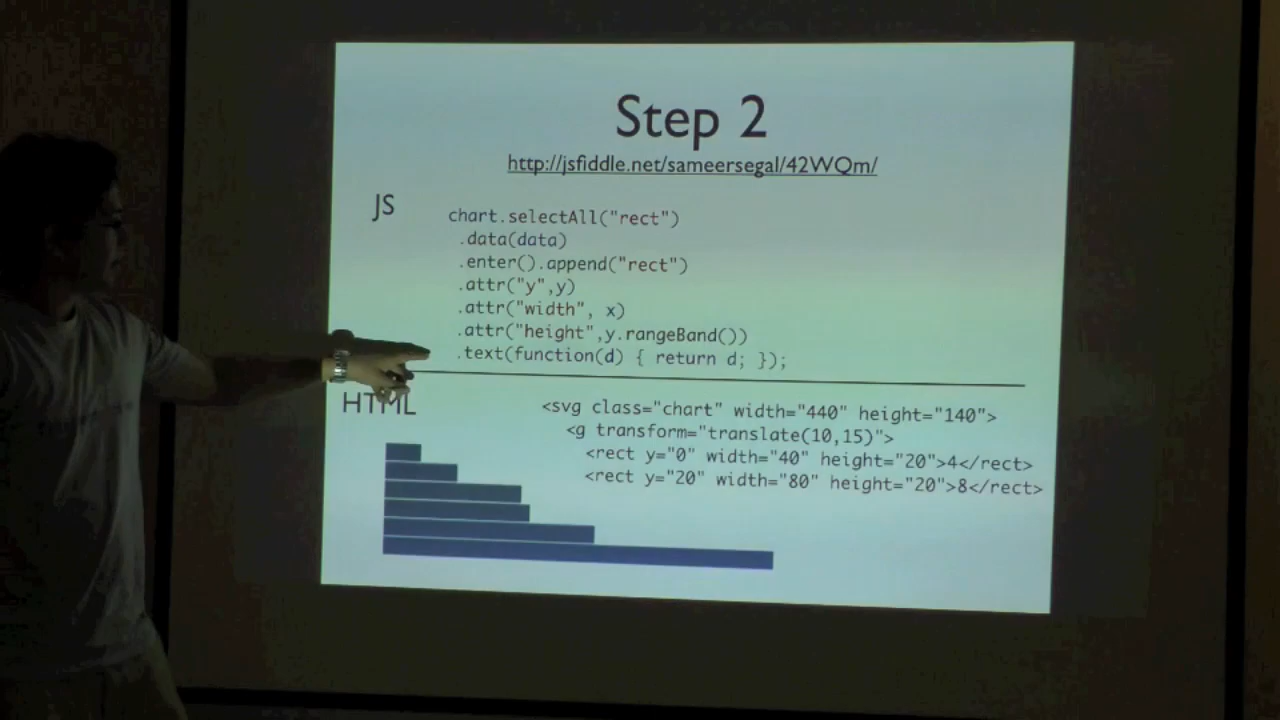 Step 2
http://jsfiddle.net/sameersegal/42WQm/
JS
chart.selectAll("rect")
.data(data)
.enter().append("rect")
.attr("y",y)
.attr("width", x)
.attr("height",y.rangeBand())
.text(function(d) { return d; });
HTML
<svg class="chart" width="440" height="140">
<g transform="translate(10,15)">
<rect y="0" width="40" height="20">4</rect>
<rect y="20" width="80" height="20">8</rect>